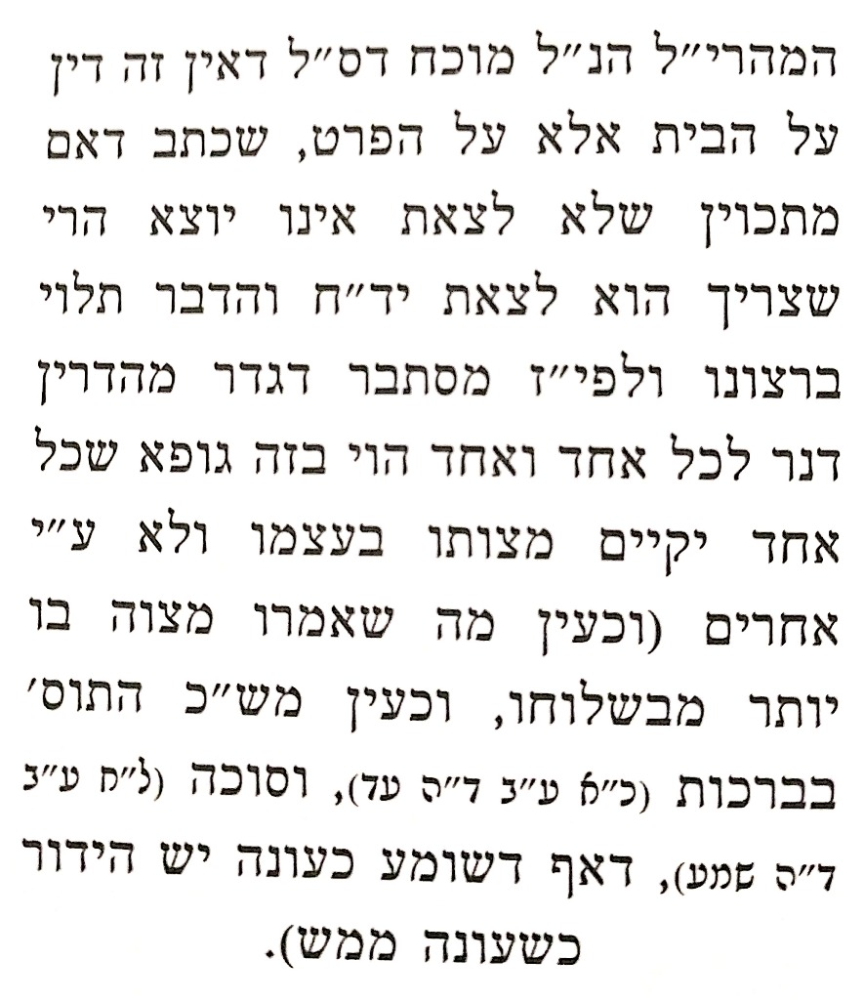 המהרי״ל הנ״ל מוכח דס״ל דאין זה דין
על הבית אלא על הפרט, שכתב דאם
מתכוין שלא לצאת אינו יוצא הרי
שצריך הוא לצאת יד״ח והדבר תלוי
ברצונו ולפי״ז מסתבר דגדר מהדרין
דנר לכל אחד ואחד הוי בזה גופא שכל
אחד יקיים מצותו בעצמו ולא ע״י
אחרים (וכעין מה שאמרו מצוה בו
יותר מבשלוחו, וכעין מש״כ התוס׳
בברכות (כ״א ע״ב ד״ה עד), וסוכה (ל״ח ע״ב
ד״ה שמע), דאף דשומע כעונה יש הידור
כשעונה ממש).